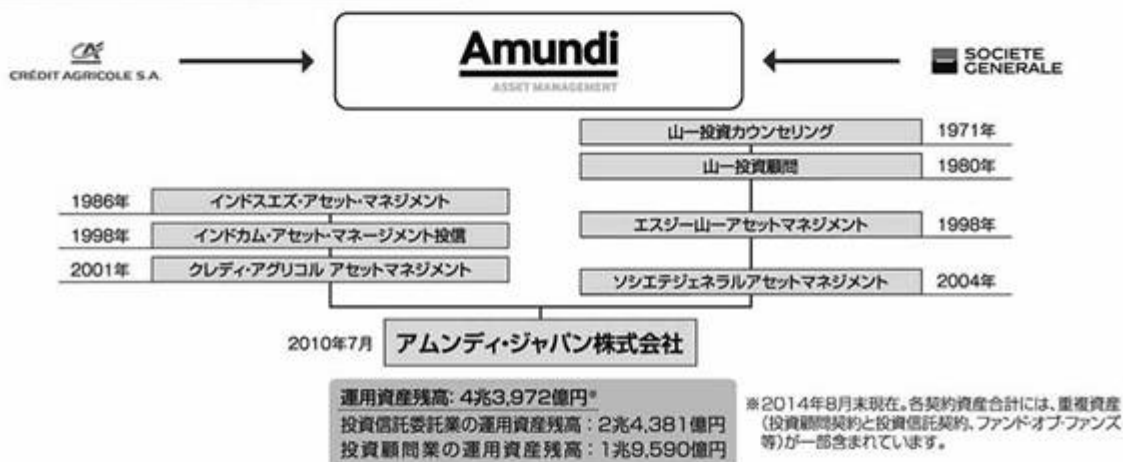 CRÉDIT AGRICOLE S.A.
Amundi
ASSET MANAGEMENT
SOCIETE
GENERALE
山一投資カウンセリング 1971年
山一投資顧問 1980年
1986年 インドスエズ・アセット・マネジメント
エスジー山一アセットマネジメント 1998年
1998年 インドカム・アセット・マネージメント投信
2001年 クレディ・アグリコル アセットマネジメント
ソシエテジェネラルアセットマネジメント 2004年
2010年7月 アムンディ・ジャパン株式会社
運用資産残高:4兆3,972億円※
投資信託委託業の運用資産残高:2兆4,381億円
投資顧問業の運用資産残高:1兆9,590億円
※2014年8月末現在。各契約資産合計には、重複資産
(投資顧問契約と投資信託契約、ファンド・オブ・ファンズ
等)が一部含まれています。